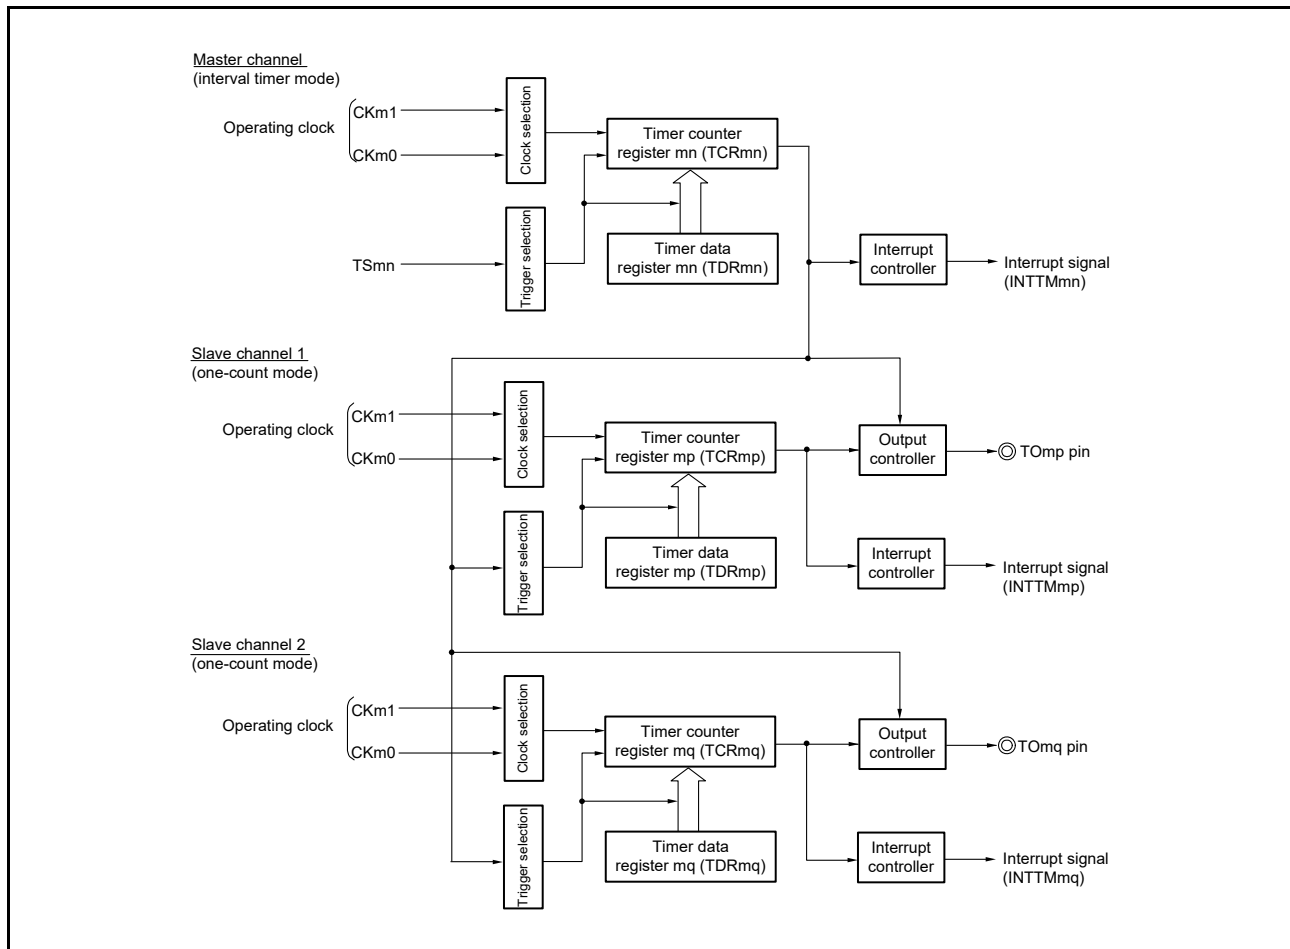 Master channel
(interval timer mode)
Operating clock
CKm1
CKm0
Clock selection
Timer counter
register mn (TCRmn)
TSmn
Trigger selection
Timer data
register mn (TDRmn)
Interrupt
controller
Interrupt signal
(INTTMmn)
Slave channel 1
(one-count mode)
Operating clock
CKm1
CKm0
Clock selection
Timer counter
register mp (TCRmp)
Output
controller
TOmp pin
Trigger selection
Timer data
register mp (TDRmp)
Interrupt
controller
Interrupt signal
(INTTMmp)
Slave channel 2
(one-count mode)
Operating clock
CKm1
CKm0
Clock selection
Timer counter
register mq (TCRmq)
Output
controller
TOmq pin
Trigger selection
Timer data
register mq (TDRmq)
Interrupt
controller
Interrupt signal
(INTTMmq)